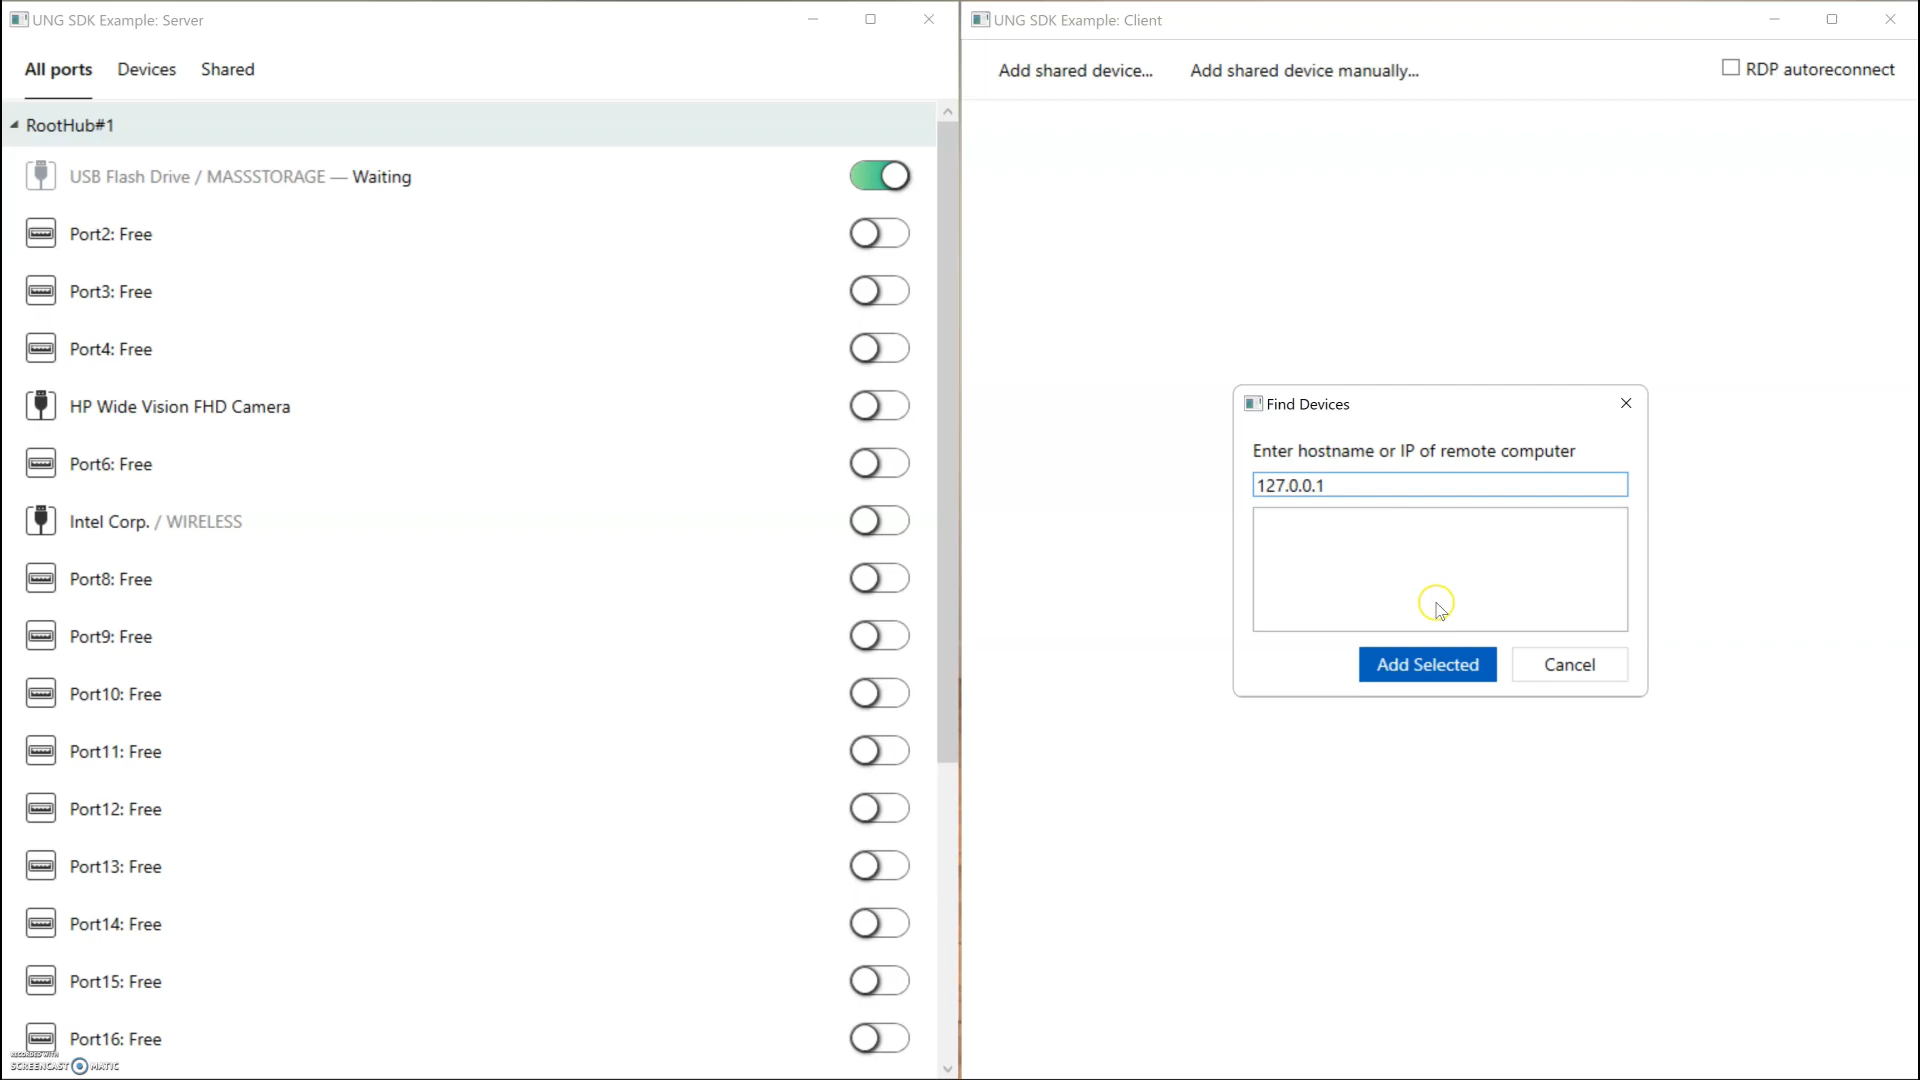 UNG SDK Example: Server
All ports Devices Shared
RootHub#1
USB Flash Drive / MASSSTORAGE — Waiting
Port2: Free
Port3: Free
Port4: Free
HP Wide Vision FHD Camera
Port6: Free
Intel Corp. / WIRELESS
Port8: Free
Port9: Free
Port10: Free
Port11: Free
Port12: Free
Port13: Free
Port14: Free
Port15: Free
Port16: Free
RECORDED WITH
SCREENCAST MATIC
UNG SDK Example: Client
Add shared device... Add shared device manually... RDP autoreconnect
Find Devices
Enter hostname or IP of remote computer
127.0.0.1
Add Selected Cancel